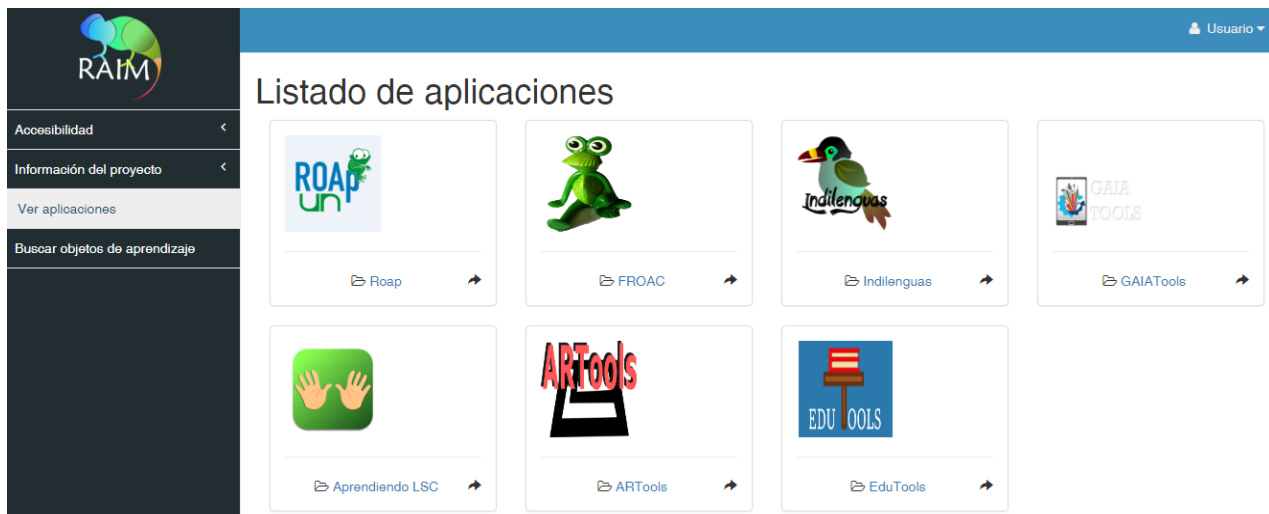 RAIM
Usuario
Listado de aplicaciones
Accesibilidad
Información del proyecto
Ver aplicaciones
Buscar objetos de aprendizaje
ROAp
un
Indilenguas
GAIA
TOOLS
Roap
FROAC
Indilenguas
GAIATools
ARTools
EDU TOOLS
Aprendiendo LSC
ARTools
EduTools